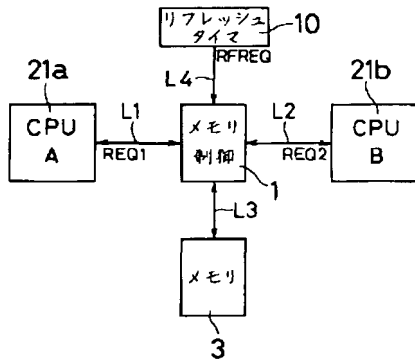 リフレッシュ
タイマ
10
RFREQ
L4
21a
CPU
A
L1
REQ1
メモリ
制御
1
L2
REQ2
21b
CPU
B
L3
メモリ
3